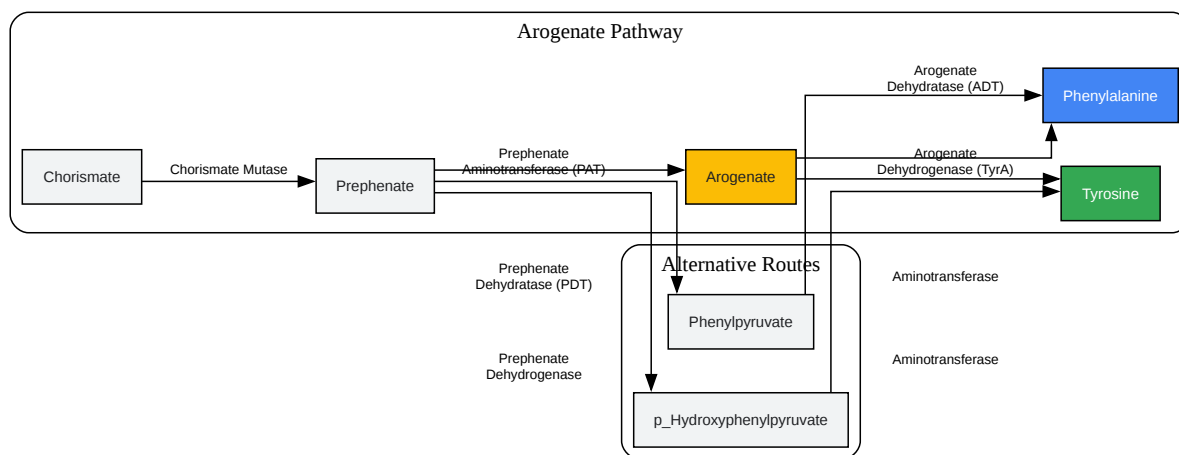 Arogenate Pathway
Arogenate
Dehydratase (ADT)
Phenylalanine
Chorismate
Chorismate Mutase
Prephenate
Prephenate
Aminotransferase (PAT)
Arogenate
Arogenate
Dehydrogenase (TyrA)
Tyrosine
Alternative Routes
Prephenate
Dehydratase (PDT)
Phenylpyruvate
Aminotransferase
Prephenate
Dehydrogenase
Aminotransferase
p_Hydroxyphenylpyruvate